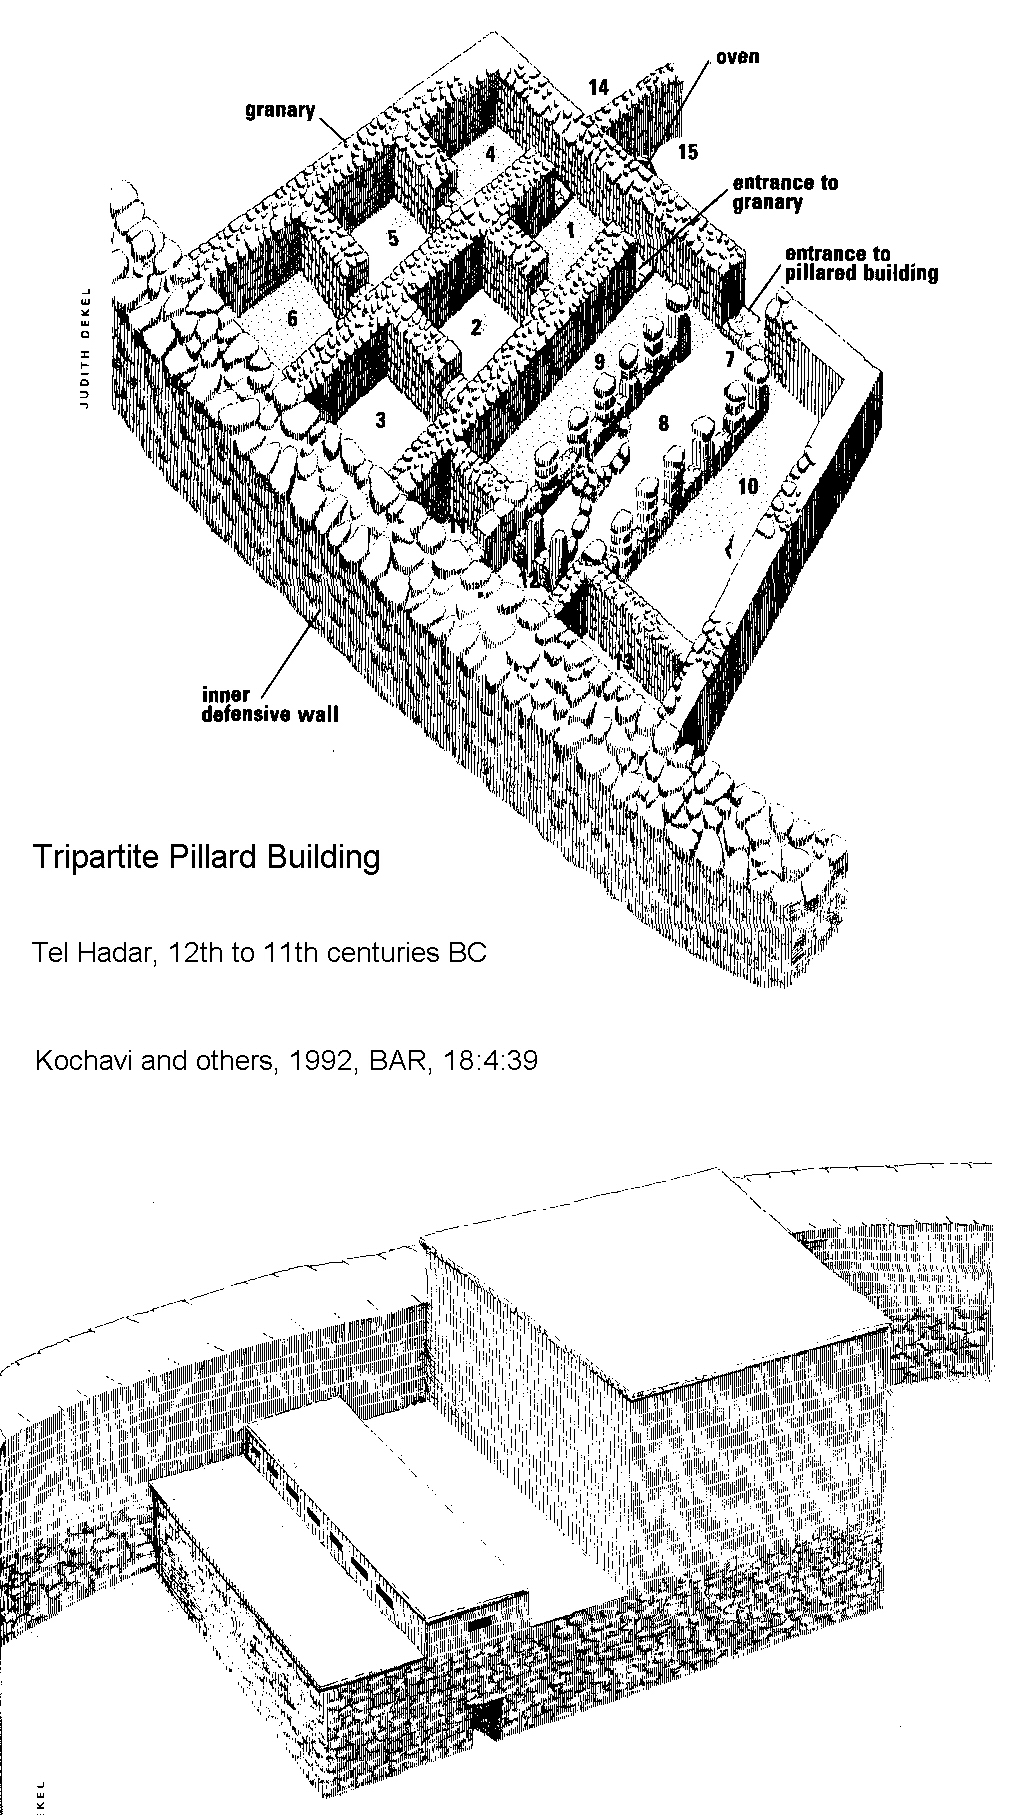 oven
14
granary
15
4
entrance to
granary
1
5
entrance to
pillared building
JUDITH DEKEL
6
2
9
7
3
8
10
11
12
13
inner
defensive wall
Tripartite Pillard Building
Tel Hadar, 12th to 11th centuries BC
Kochavi and others, 1992, BAR, 18:4:39
EKEL